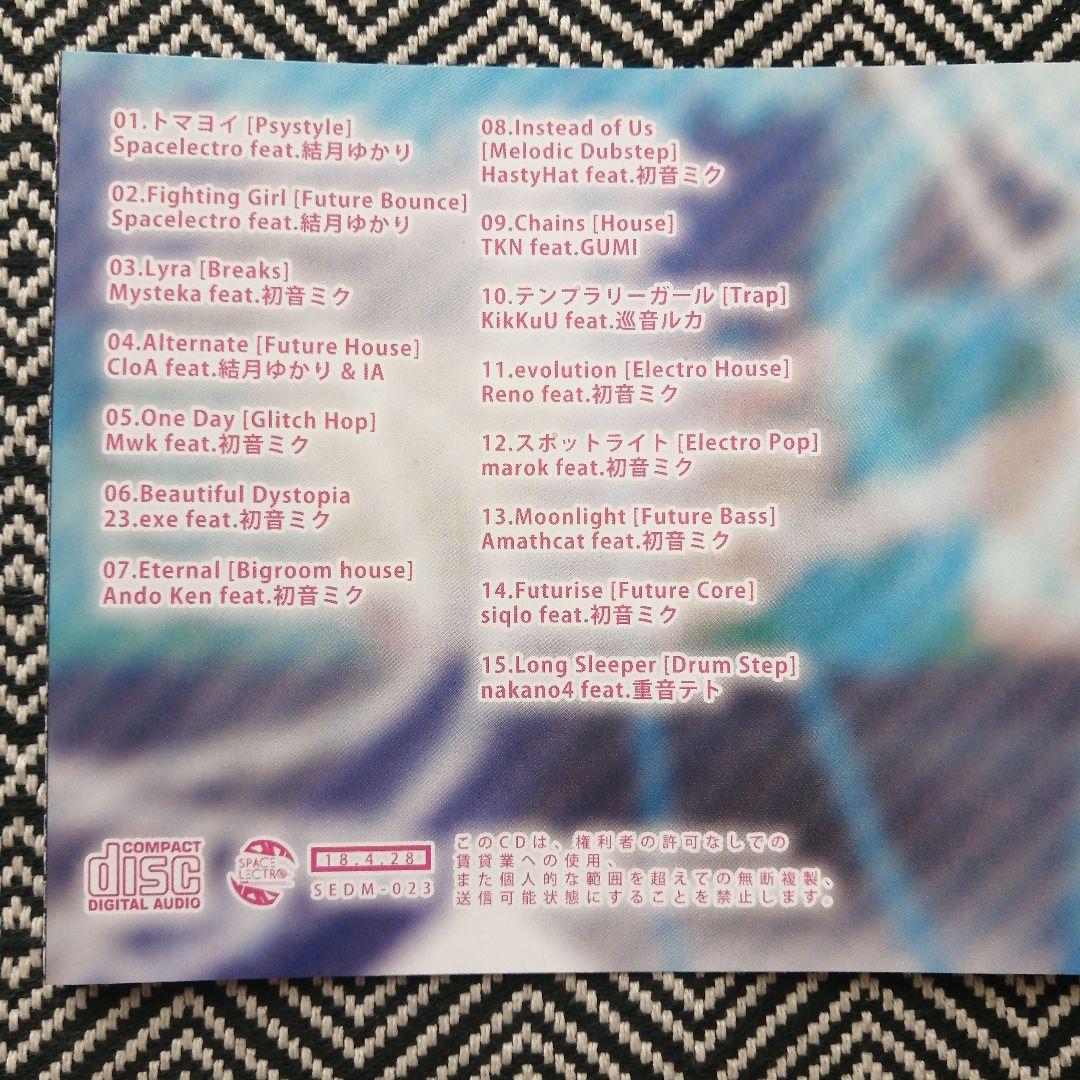 01.トマヨイ [Psystyle]
Spacelectro feat.結月ゆかり
02.Fighting Girl [Future Bounce]
Spacelectro feat.結月ゆかり
03.Lyra [Breaks]
Mysteka feat.初音ミク
04.Alternate [Future House]
CloA feat.結月ゆかり & IA
05.One Day [Glitch Hop]
Mwk feat.初音ミク
06.Beautiful Dystopia
23.exe feat.初音ミク
07.Eternal [Bigroom house]
Ando Ken feat.初音ミク
08.Instead of Us
[Melodic Dubstep]
HastyHat feat.初音ミク
09.Chains [House]
TKN feat.GUMI
10.テンプラリーガール [Trap]
KikKuU feat.巡音ルカ
11.evolution [Electro House]
Reno feat.初音ミク
12.スポットライト [Electro Pop]
marok feat.初音ミク
13.Moonlight [Future Bass]
Amathcat feat.初音ミク
14.Futurise [Future Core]
siqlo feat.初音ミク
15.Long Sleeper [Drum Step]
nakano4 feat.重音テト
COMPACT
disc
DIGITAL AUDIO
SPACE
LECTRO
18.4.28
SEDM-023
このCDは、権利者の許可なしでの
賃貸業への使用、
また個人的な範囲を超えての無断複製、
送信可能状態にすることを禁止します。